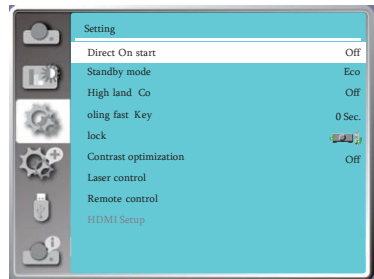 Setting
Direct On start Off
Standby mode Eco
High land Co Off
oling fast Key 0 Sec.
lock
Contrast optimization Off
Laser control
Remote control
HDMI Setup